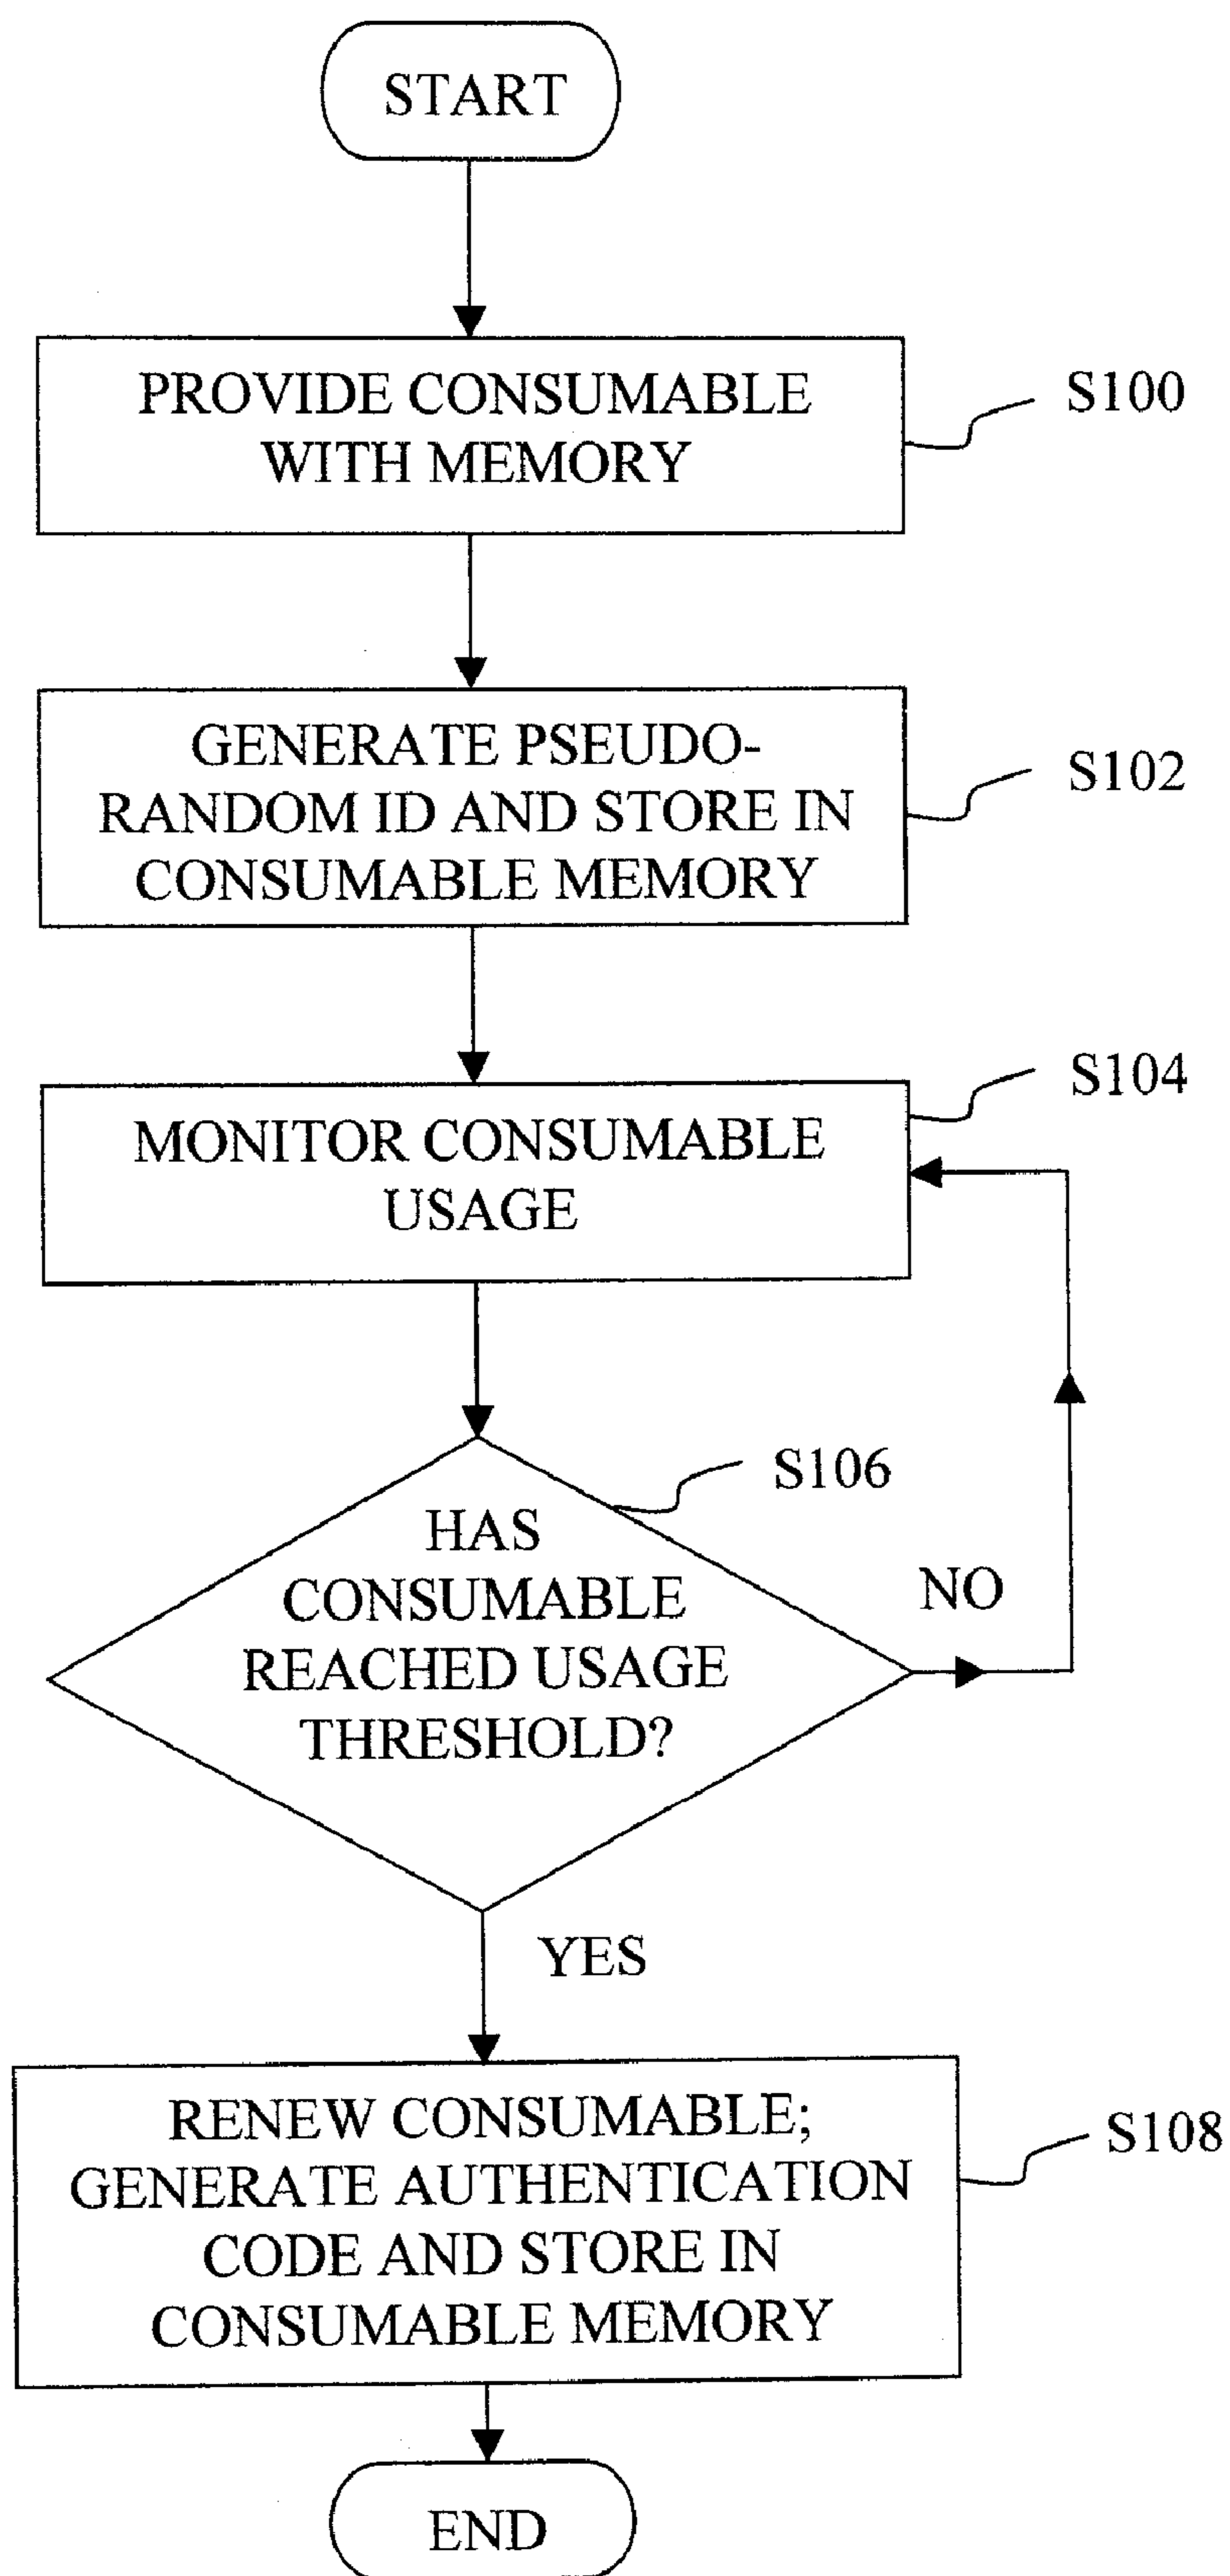 START
PROVIDE CONSUMABLE
WITH MEMORY
S100
GENERATE PSEUDO-
RANDOM ID AND STORE IN
CONSUMABLE MEMORY
S102
MONITOR CONSUMABLE
USAGE
S104
HAS
CONSUMABLE
REACHED USAGE
THRESHOLD?
S106
NO
YES
RENEW CONSUMABLE;
GENERATE AUTHENTICATION
CODE AND STORE IN
CONSUMABLE MEMORY
S108
END